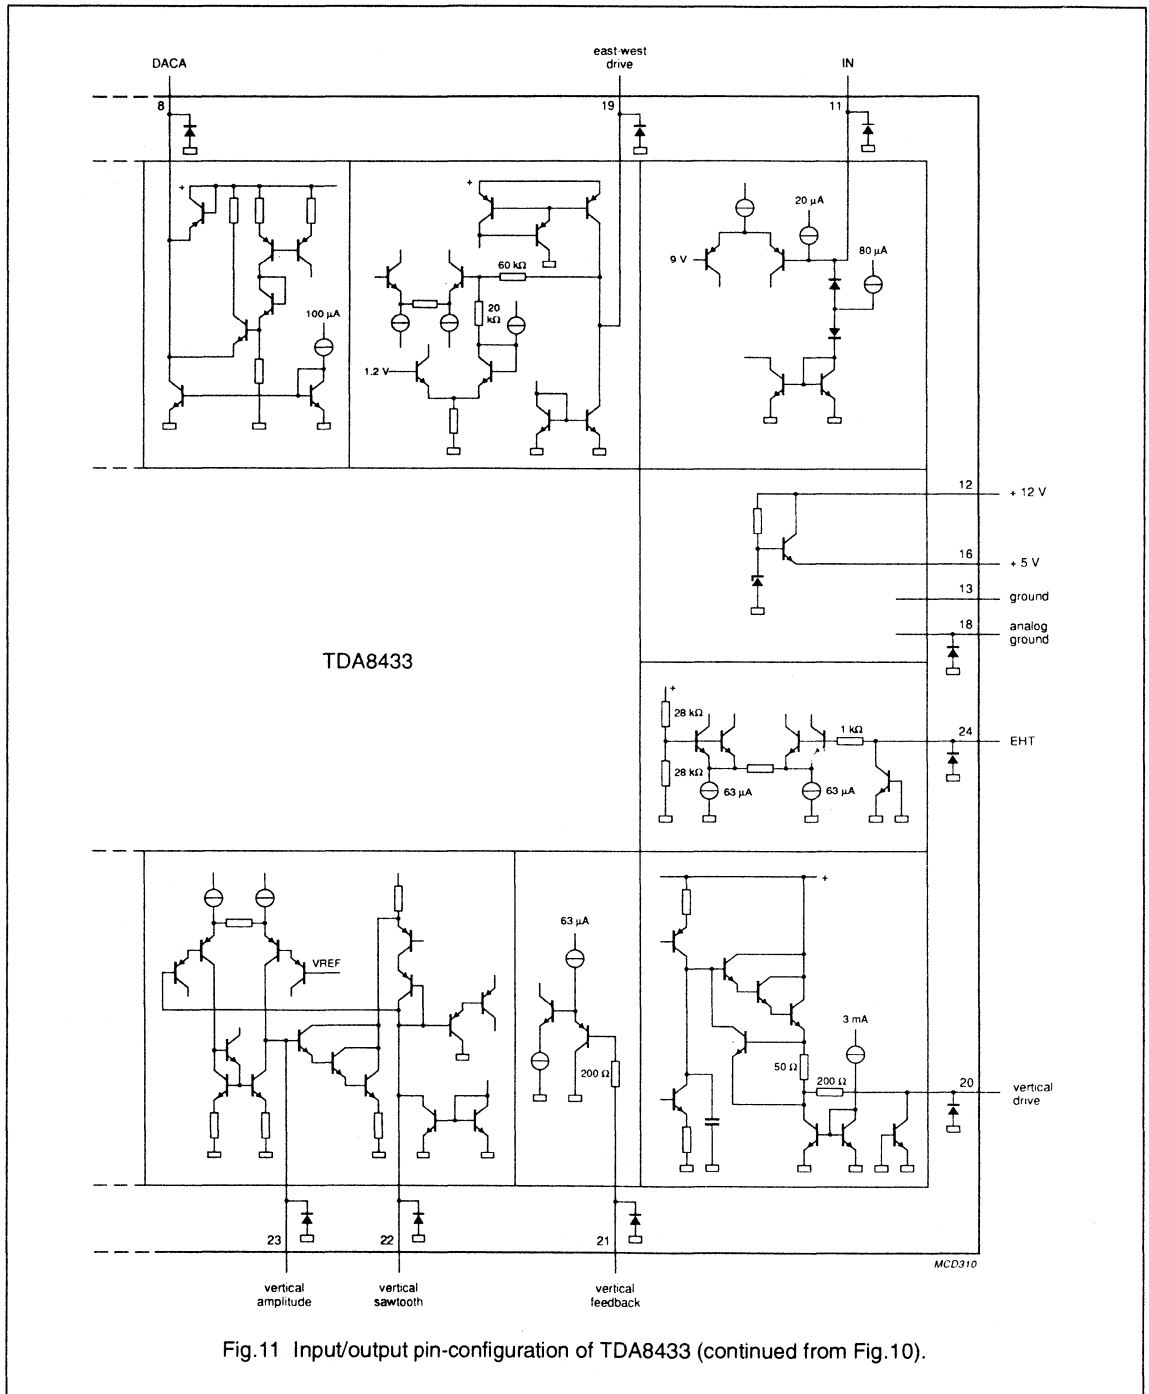 DACA
east-west
drive
IN
8
19
11
+
+
20 µA
80 µA
9 V
60 kΩ
20
kΩ
100 µA
1.2 V
12
+ 12 V
16
+ 5 V
13
ground
18
analog
ground
TDA8433
+
28 kΩ
1 kΩ
24
EHT
28 kΩ
63 µA
63 µA
+
63 µA
VREF
3 mA
50 Ω
200 Ω
200 Ω
20
vertical
drive
23
22
21
MCD310
vertical
amplitude
vertical
sawtooth
vertical
feedback
Fig.11 Input/output pin-configuration of TDA8433 (continued from Fig.10).